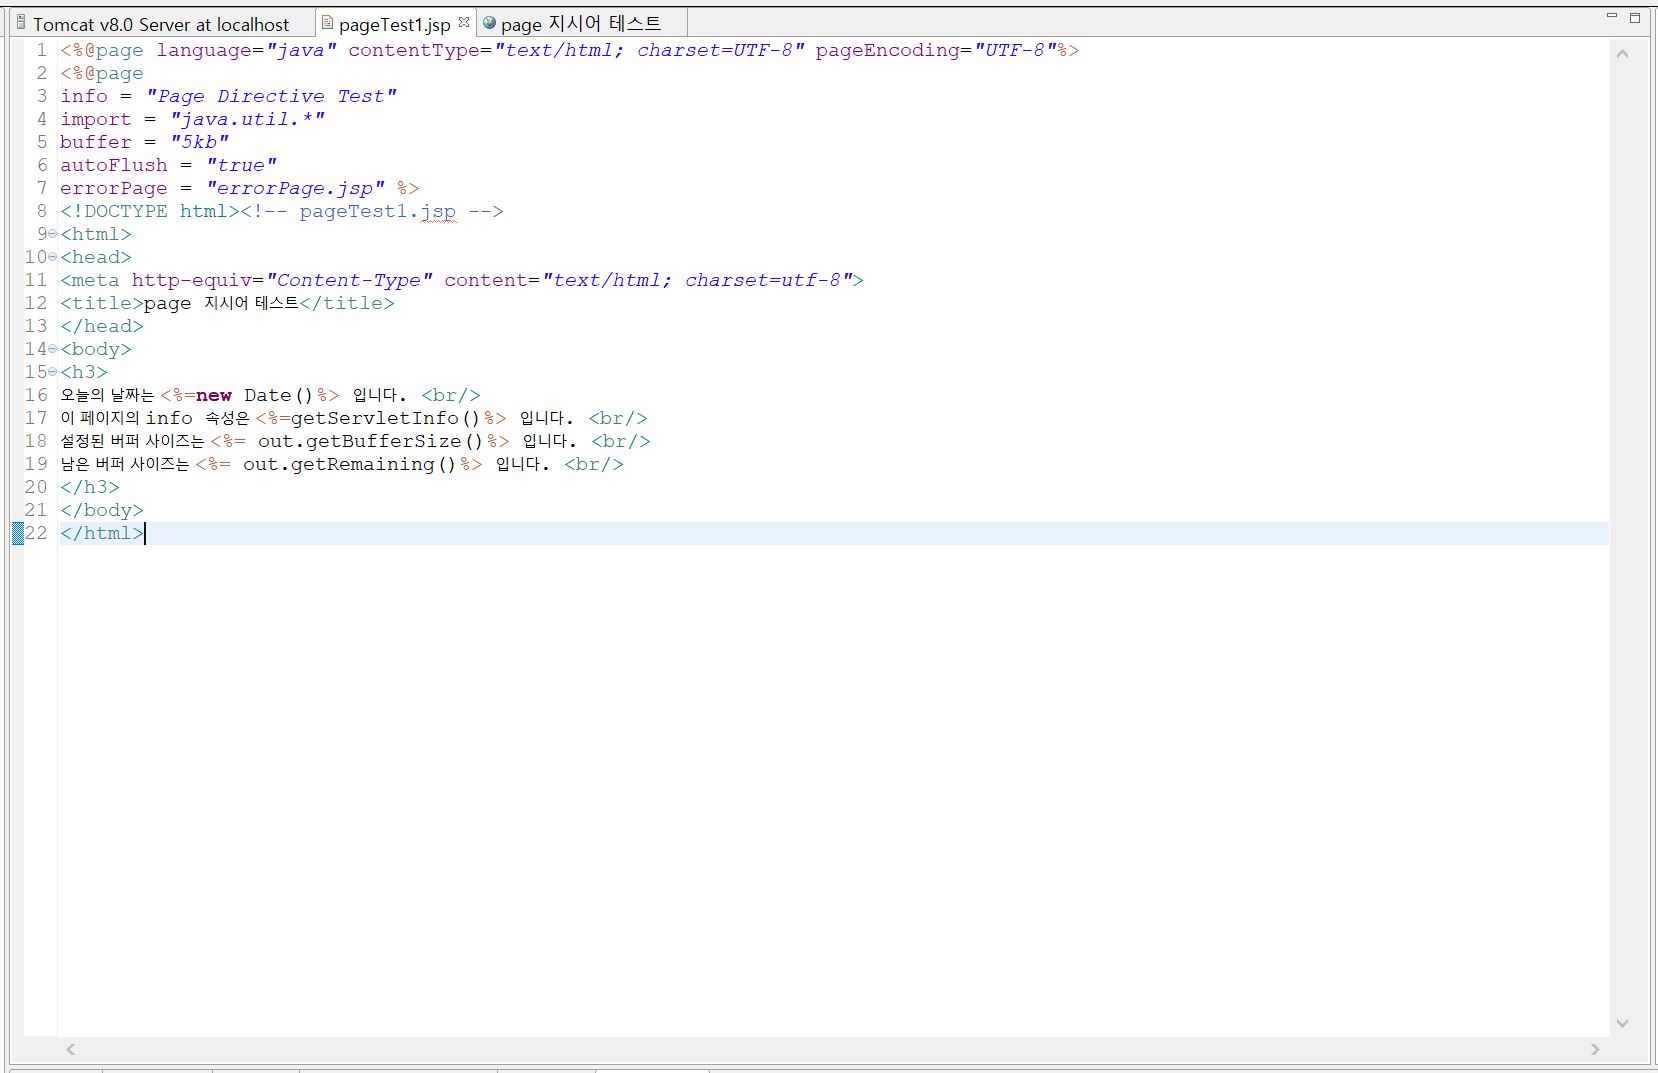 Tomcat v8.0 Server at localhost pageTest1.jsp page 지시어 테스트
1 <%@page language="java" contentType="text/html; charset=UTF-8" pageEncoding="UTF-8"%>
2 <%@page
3 info = "Page Directive Test"
4 import = "java.util.*"
5 buffer = "5kb"
6 autoFlush = "true"
7 errorPage = "errorPage.jsp" %>
8 <!DOCTYPE html><!-- pageTest1.jsp -->
9 <html>
10 <head>
11 <meta http-equiv="Content-Type" content="text/html; charset=utf-8">
12 <title>page 지시어 테스트</title>
13 </head>
14 <body>
15 <h3>
16 오늘의 날짜는 <%=new Date()%> 입니다. <br/>
17 이 페이지의 info 속성은 <%=getServletInfo()%> 입니다. <br/>
18 설정된 버퍼 사이즈는 <%= out.getBufferSize()%> 입니다. <br/>
19 남은 버퍼 사이즈는 <%= out.getRemaining()%> 입니다. <br/>
20 </h3>
21 </body>
22 </html>